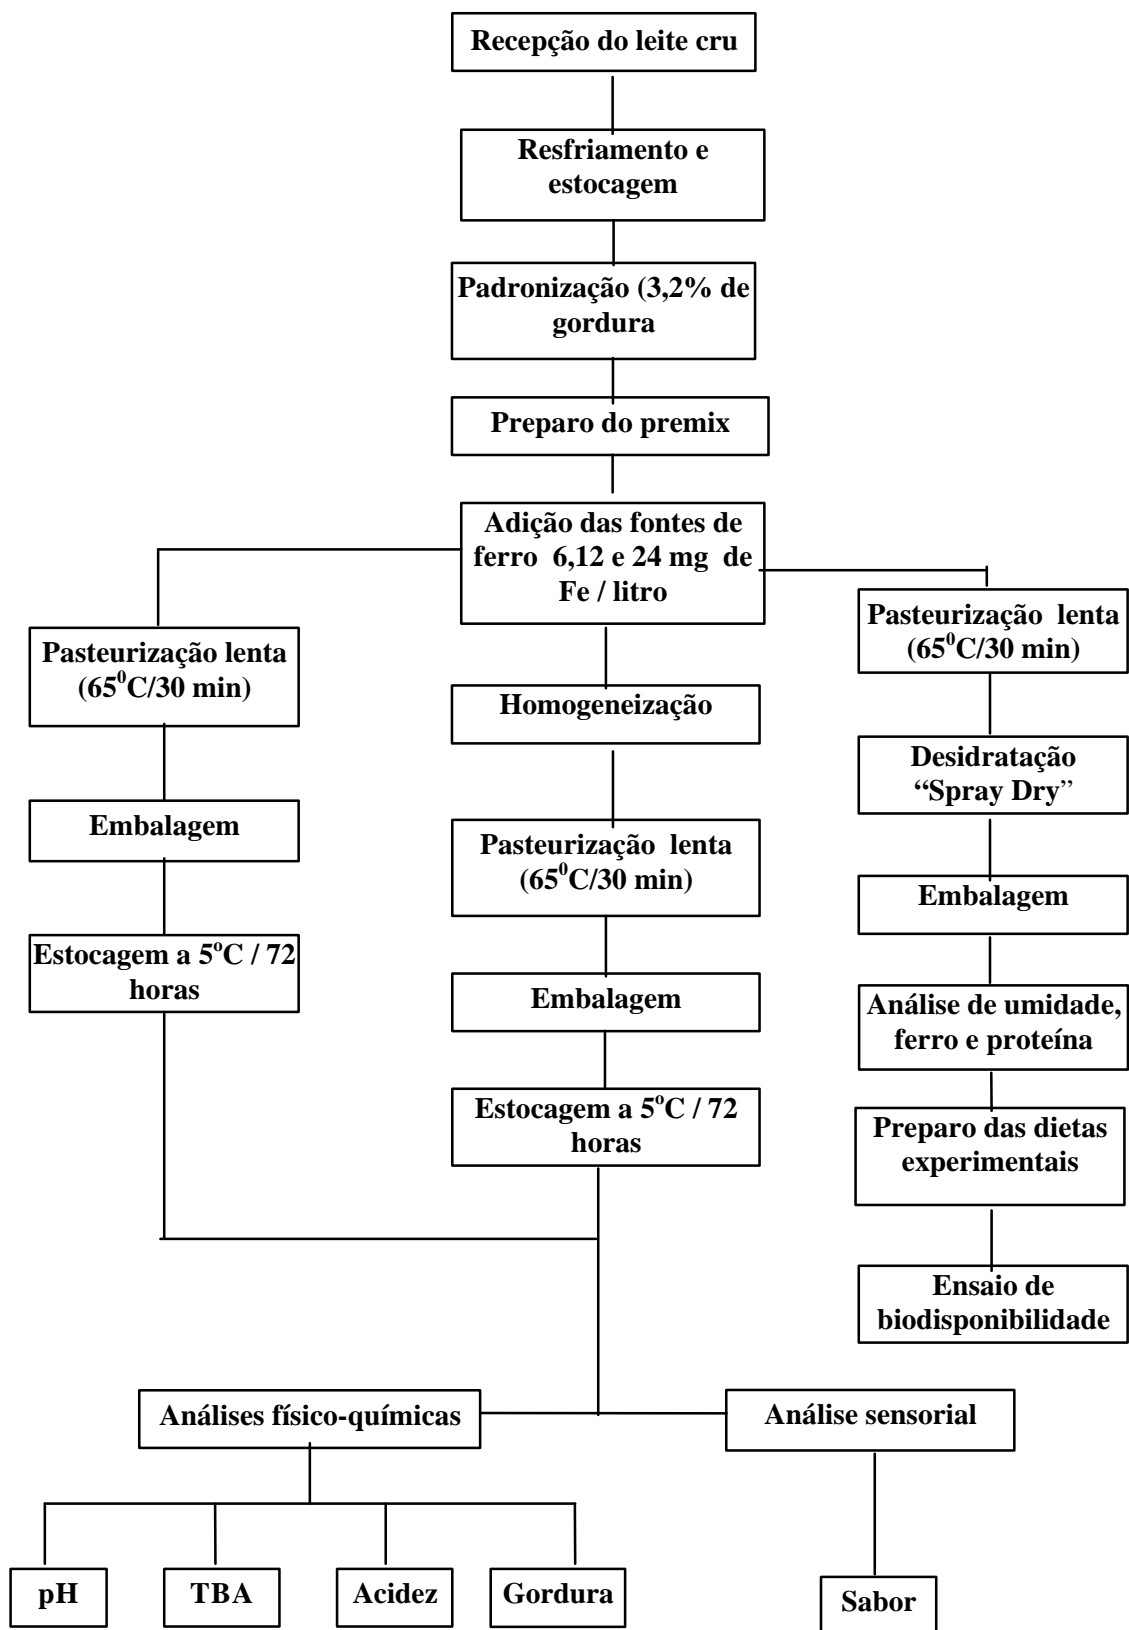 Recepção do leite cru
Resfriamento e
estocagem
Padronização (3,2% de
gordura
Preparo do premix
Adição das fontes de
ferro 6,12 e 24 mg de
Fe / litro
Pasteurização lenta
(65⁰C/30 min)
Embalagem
Estocagem a 5ºC / 72
horas
Homogeneização
Pasteurização lenta
(65⁰C/30 min)
Embalagem
Estocagem a 5ºC / 72
horas
Pasteurização lenta
(65⁰C/30 min)
Desidratação
“Spray Dry”
Embalagem
Análise de umidade,
ferro e proteína
Preparo das dietas
experimentais
Ensaio de
biodisponibilidade
Análises físico-químicas
Análise sensorial
pH
TBA
Acidez
Gordura
Sabor